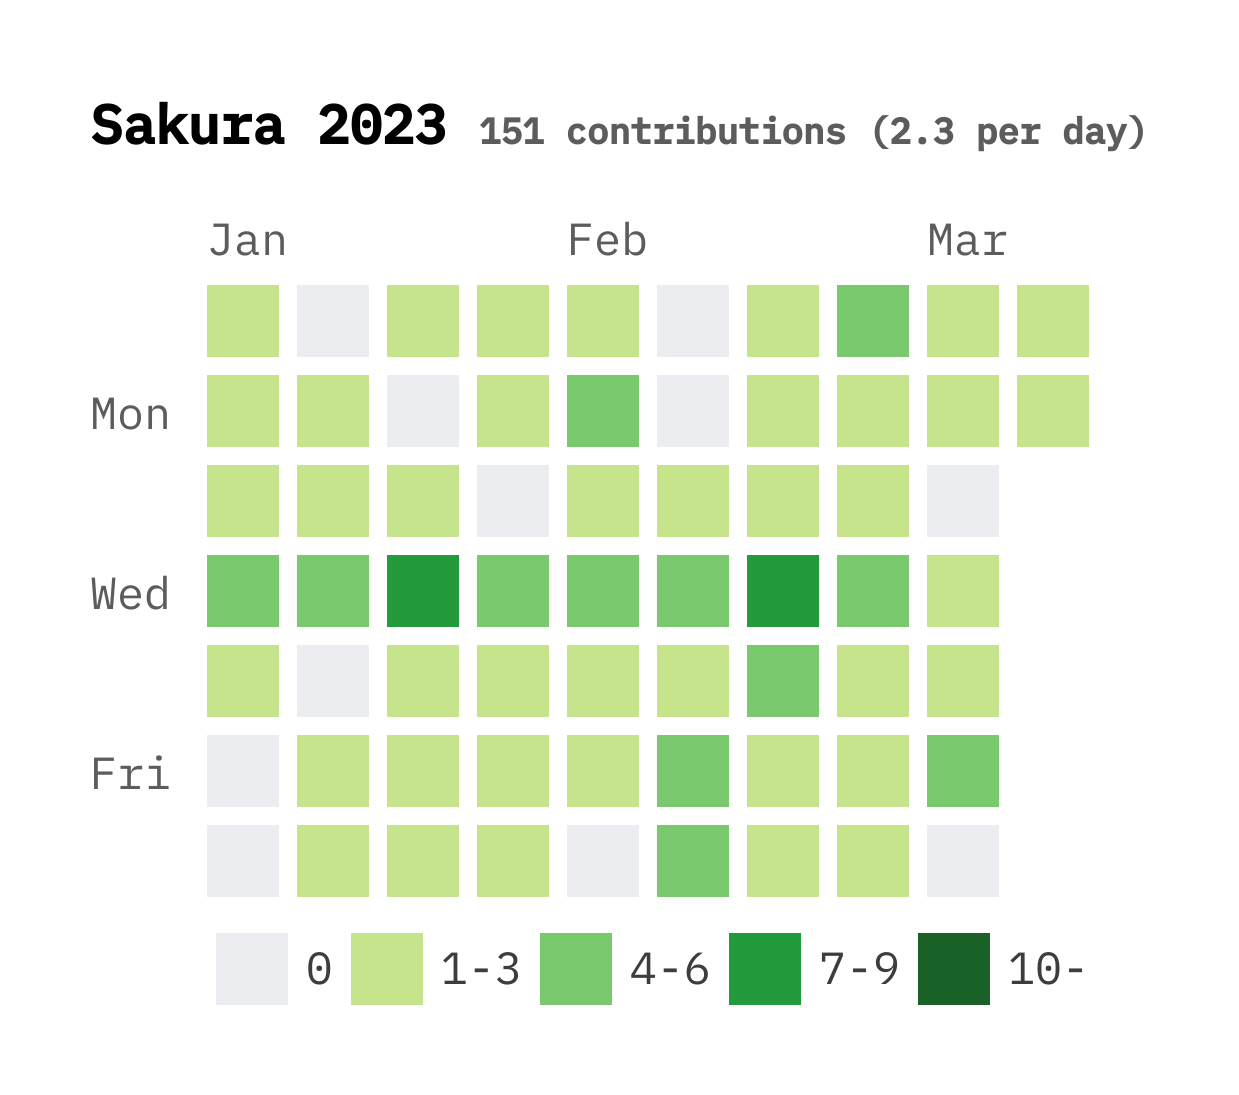 Sakura 2023 151 contributions (2.3 per day)
Jan Feb Mar
Mon
Wed
Fri
0 1-3 4-6 7-9 10-